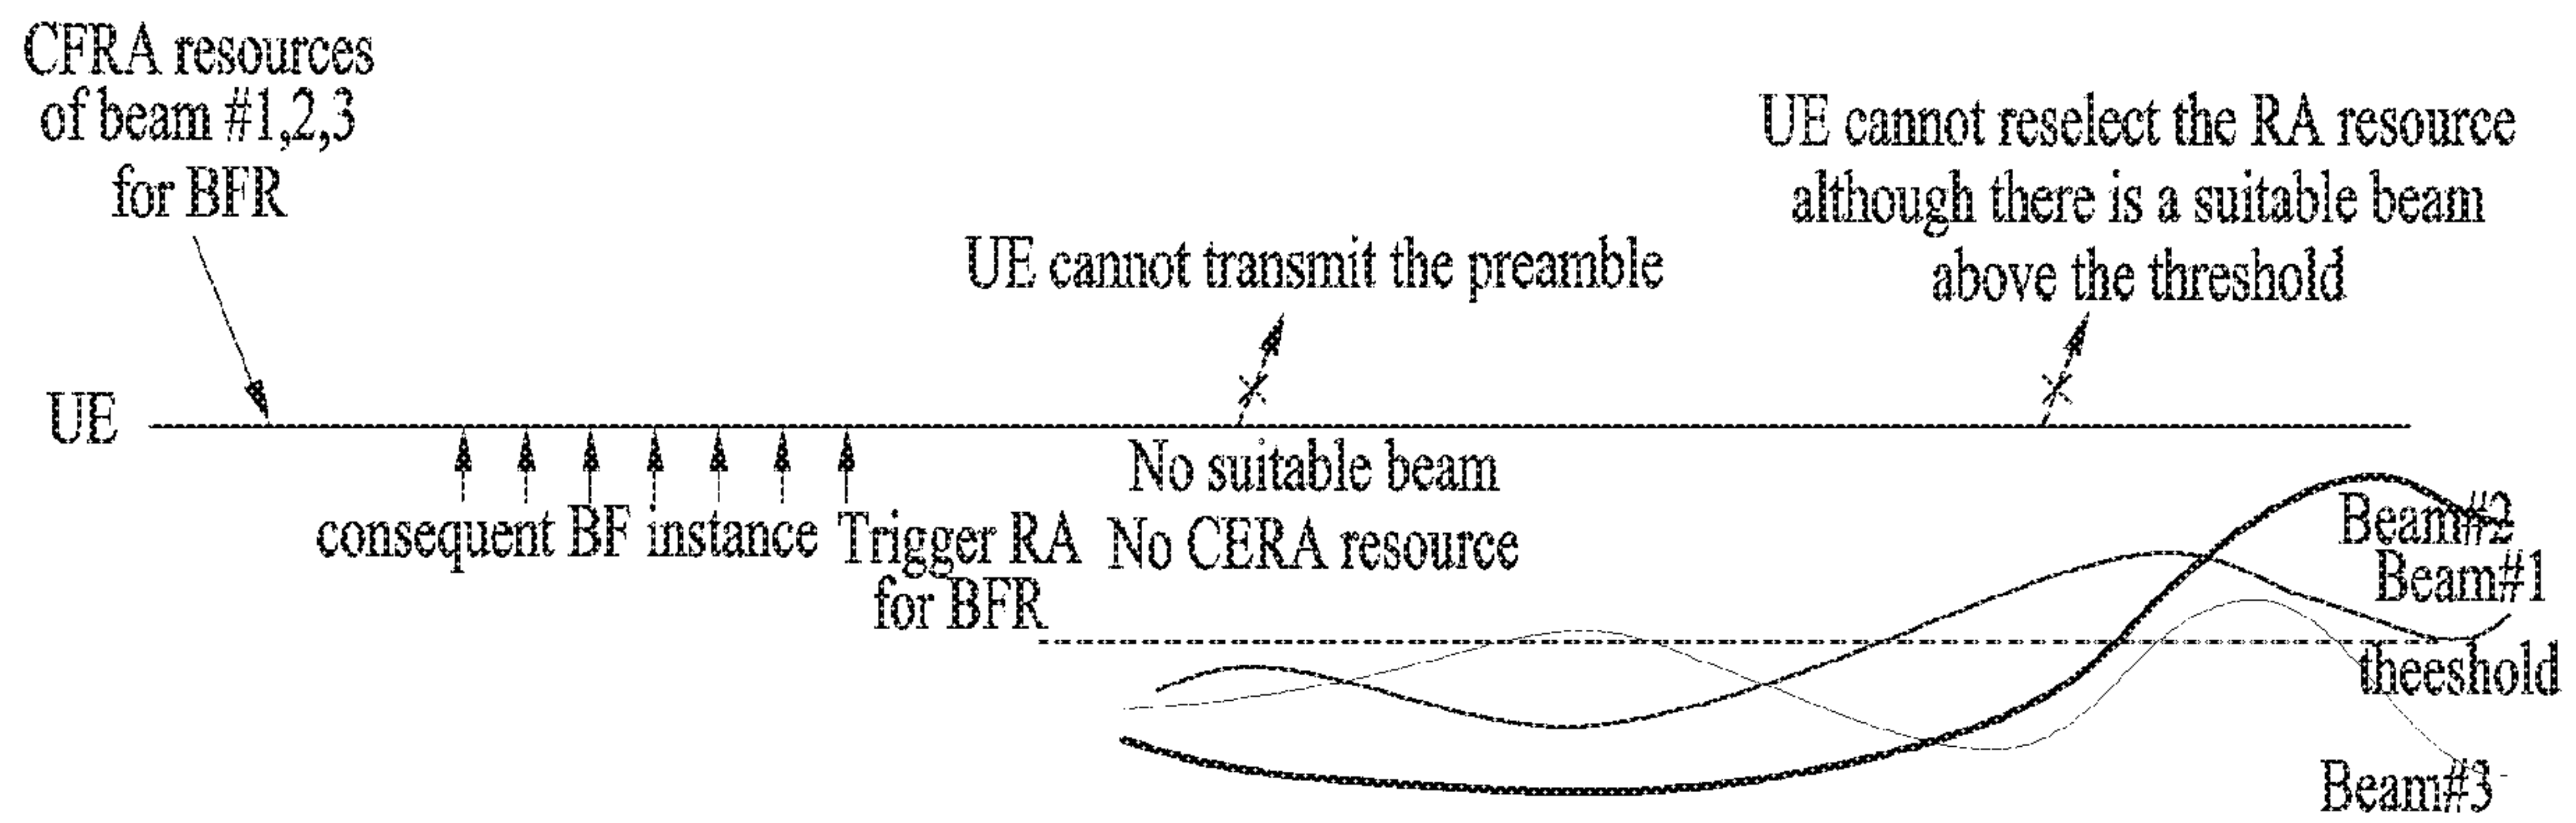 CFRA resources
of beam #1,2,3
for BFR
UE cannot transmit the preamble
UE cannot reselect the RA resource
although there is a suitable beam
above the threshold
UE
consequent BF instance
Trigger RA
for BFR
No suitable beam
No CERA resource
Beam#2
Beam#1
theeshold
Beam#3